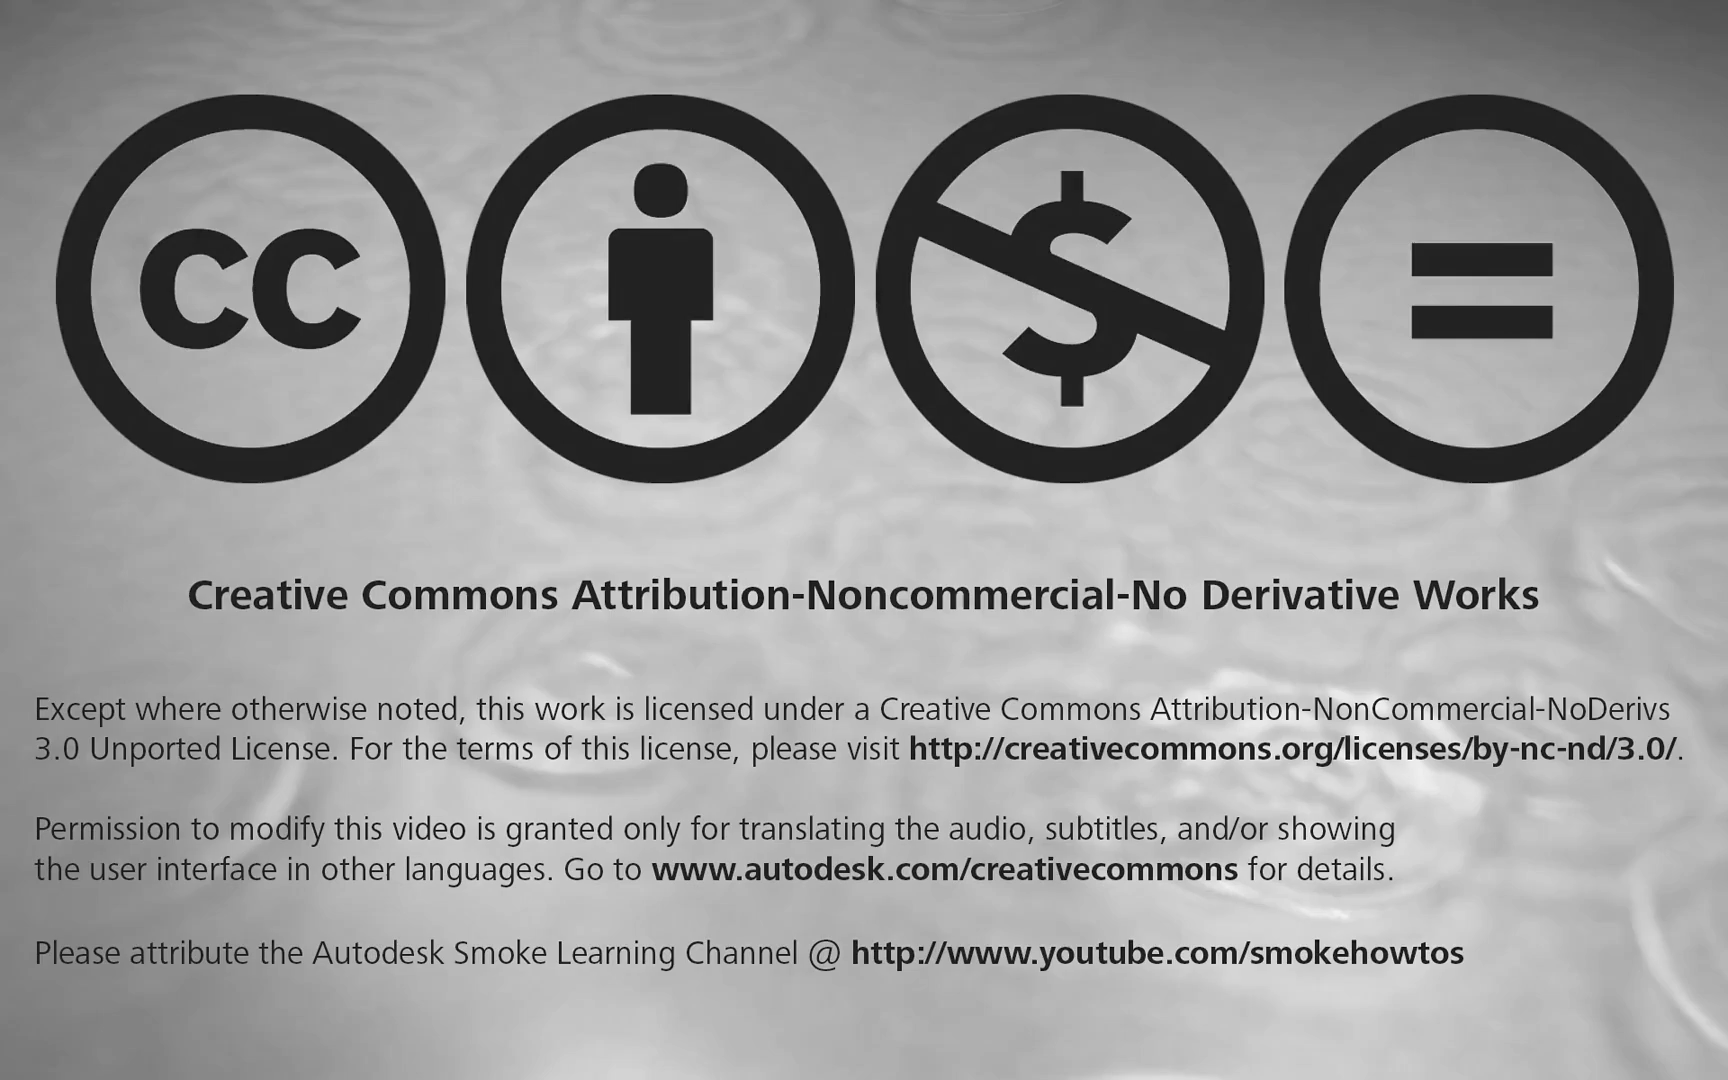 cc
$
=
Creative Commons Attribution-Noncommercial-No Derivative Works
Except where otherwise noted, this work is licensed under a Creative Commons Attribution-NonCommercial-NoDerivs
3.0 Unported License. For the terms of this license, please visit http://creativecommons.org/licenses/by-nc-nd/3.0/.
Permission to modify this video is granted only for translating the audio, subtitles, and/or showing
the user interface in other languages. Go to www.autodesk.com/creativecommons for details.
Please attribute the Autodesk Smoke Learning Channel @ http://www.youtube.com/smokehowtos